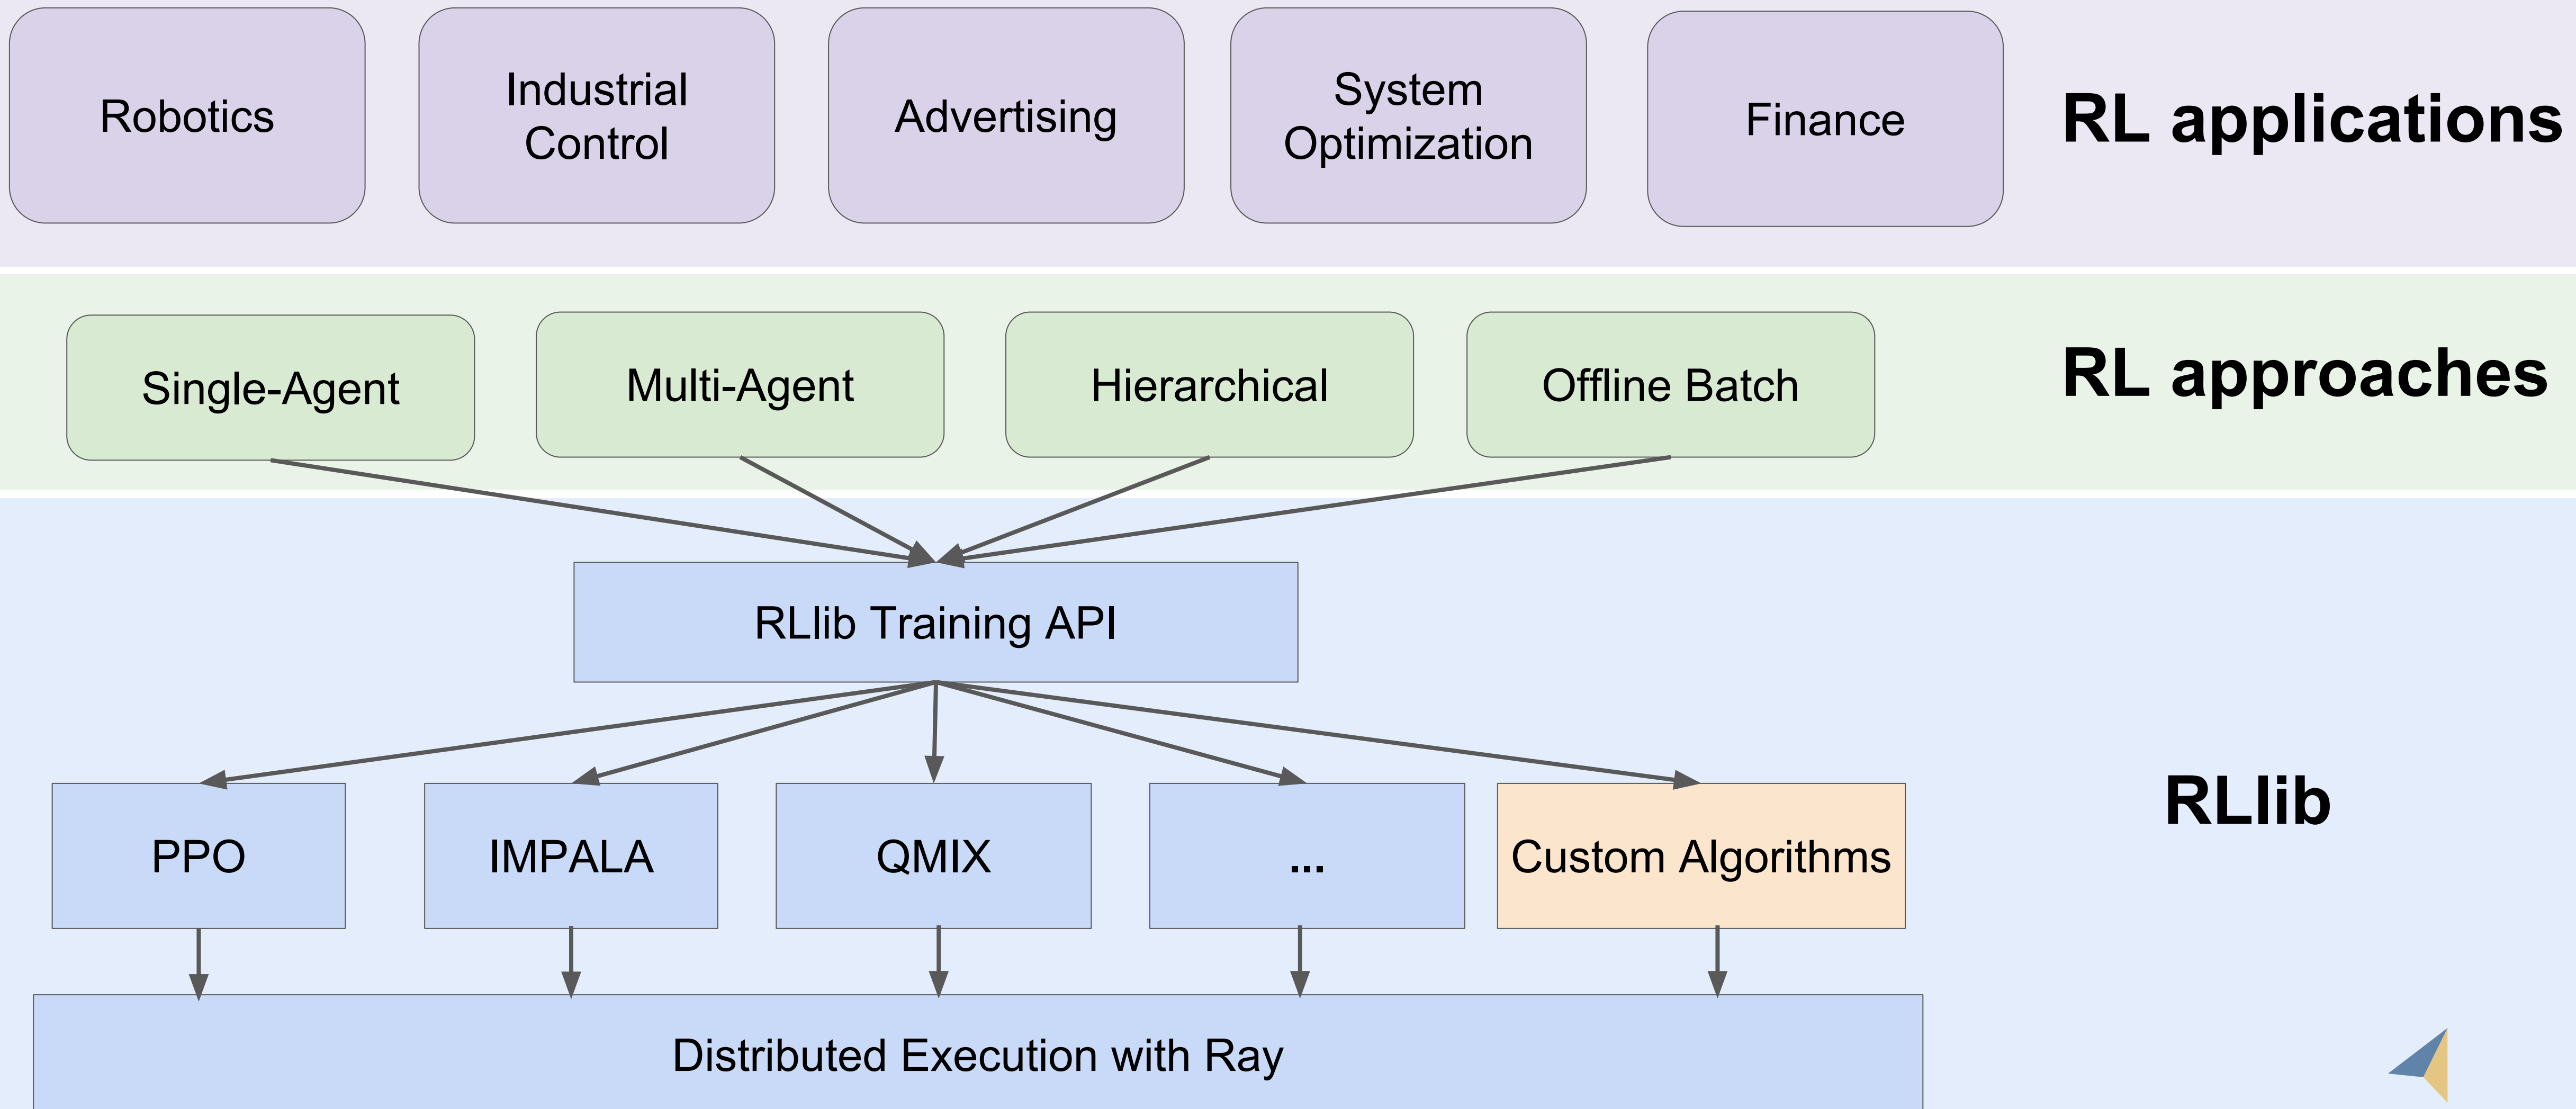 Robotics
Industrial
Control
Advertising
System
Optimization
Finance
RL applications
Single-Agent
Multi-Agent
Hierarchical
Offline Batch
RL approaches
RLlib Training API
PPO
IMPALA
QMIX
...
Custom Algorithms
RLlib
Distributed Execution with Ray